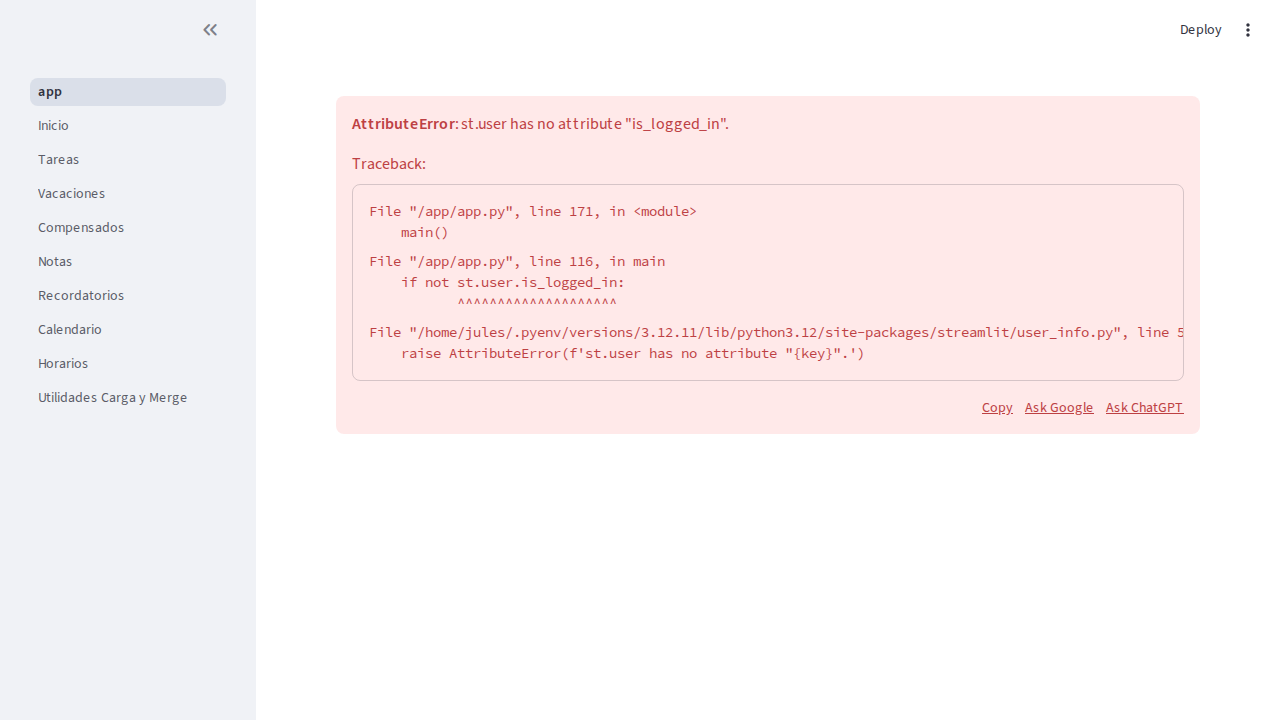 Deploy
app
Inicio
Tareas
Vacaciones
Compensados
Notas
Recordatorios
Calendario
Horarios
Utilidades Carga y Merge
AttributeError: st.user has no attribute "is_logged_in".
Traceback:
File "/app/app.py", line 171, in <module>
    main()
File "/app/app.py", line 116, in main
    if not st.user.is_logged_in:
           ^^^^^^^^^^^^^^^^^^^^
File "/home/jules/.pyenv/versions/3.12.11/lib/python3.12/site-packages/streamlit/user_info.py", line 5
    raise AttributeError(f'st.user has no attribute "{key}".')
Copy Ask Google Ask ChatGPT